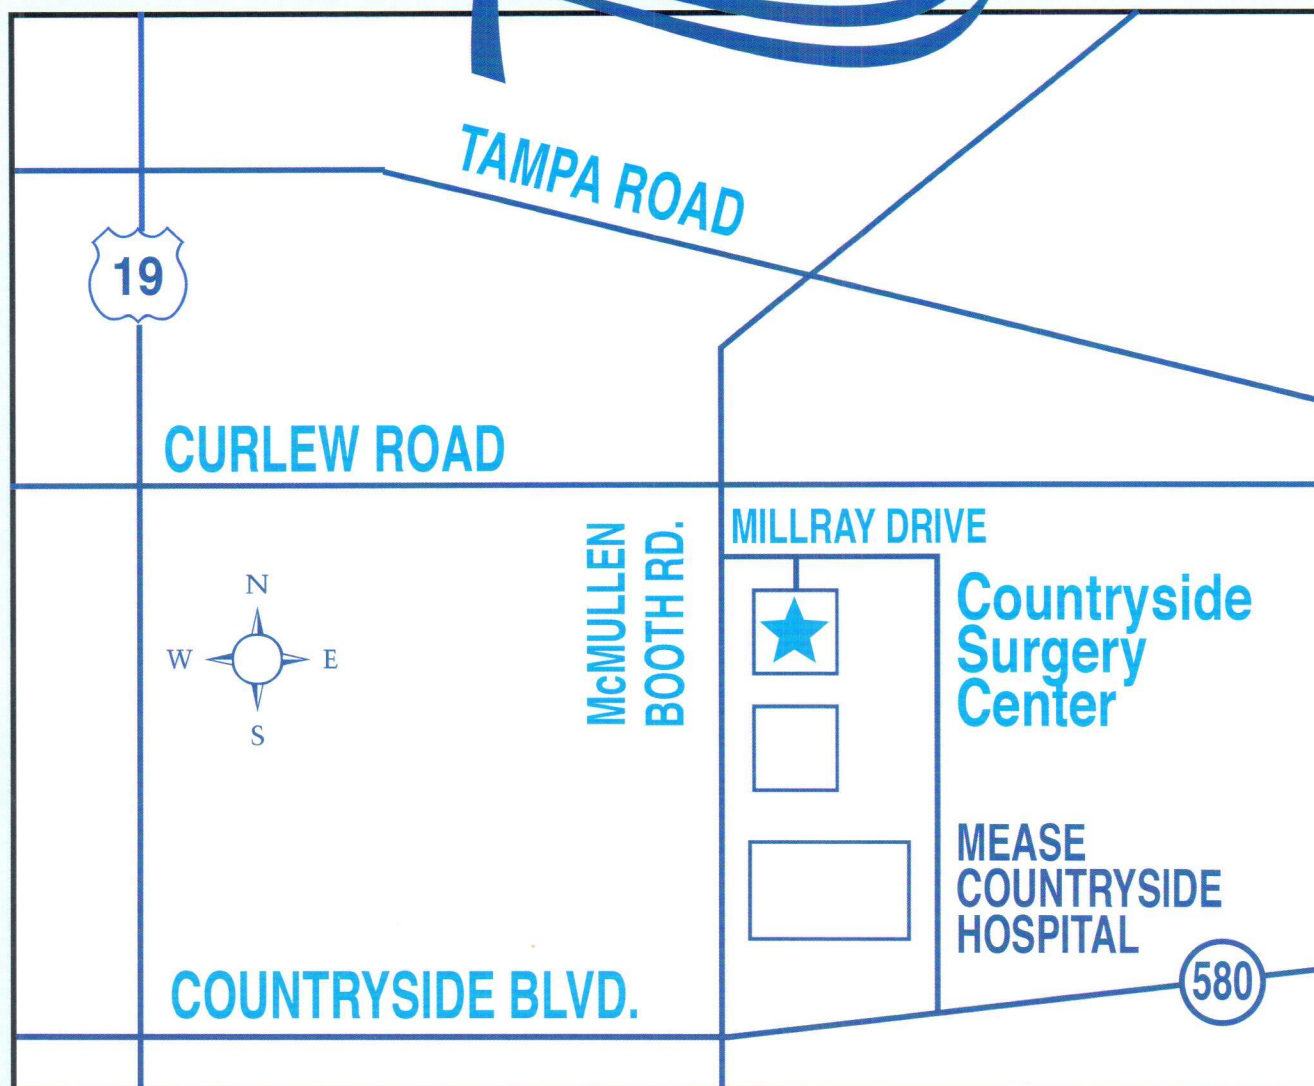 TAMPA ROAD
19
CURLEW ROAD
McMULLEN
BOOTH RD.
MILLRAY DRIVE
Countryside
Surgery
Center
N
W
E
S
MEASE
COUNTRYSIDE
HOSPITAL
580
COUNTRYSIDE BLVD.